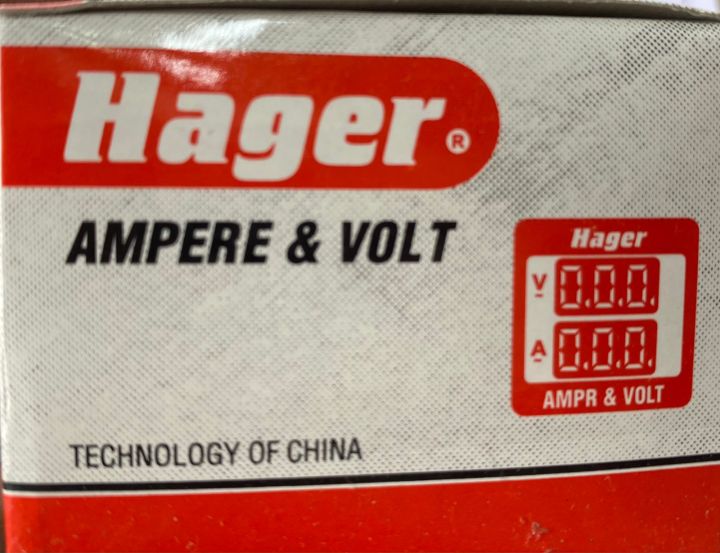 Hager®
AMPERE & VOLT
Hager
V 0.0.0.
A 0.0.0.
AMPR & VOLT
TECHNOLOGY OF CHINA